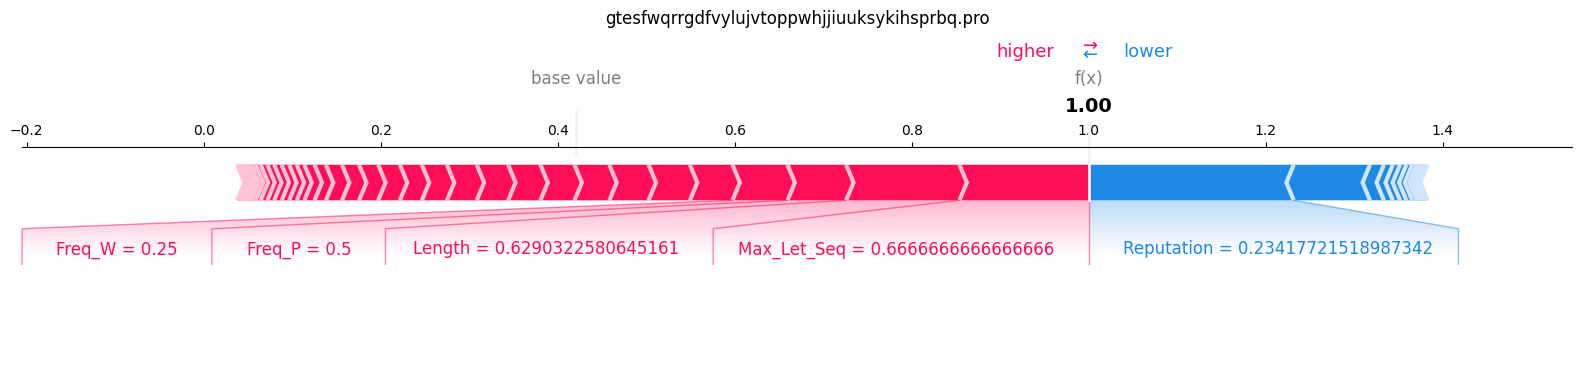 gtesfwqrrgdfvylujvtoppwhjjiuuksykihsprbq.pro
higher ⇄ lower
base value f(x)
1.00
−0.2 0.0 0.2 0.4 0.6 0.8 1.0 1.2 1.4
Freq_W = 0.25 Freq_P = 0.5 Length = 0.6290322580645161 Max_Let_Seq = 0.6666666666666666 Reputation = 0.23417721518987342